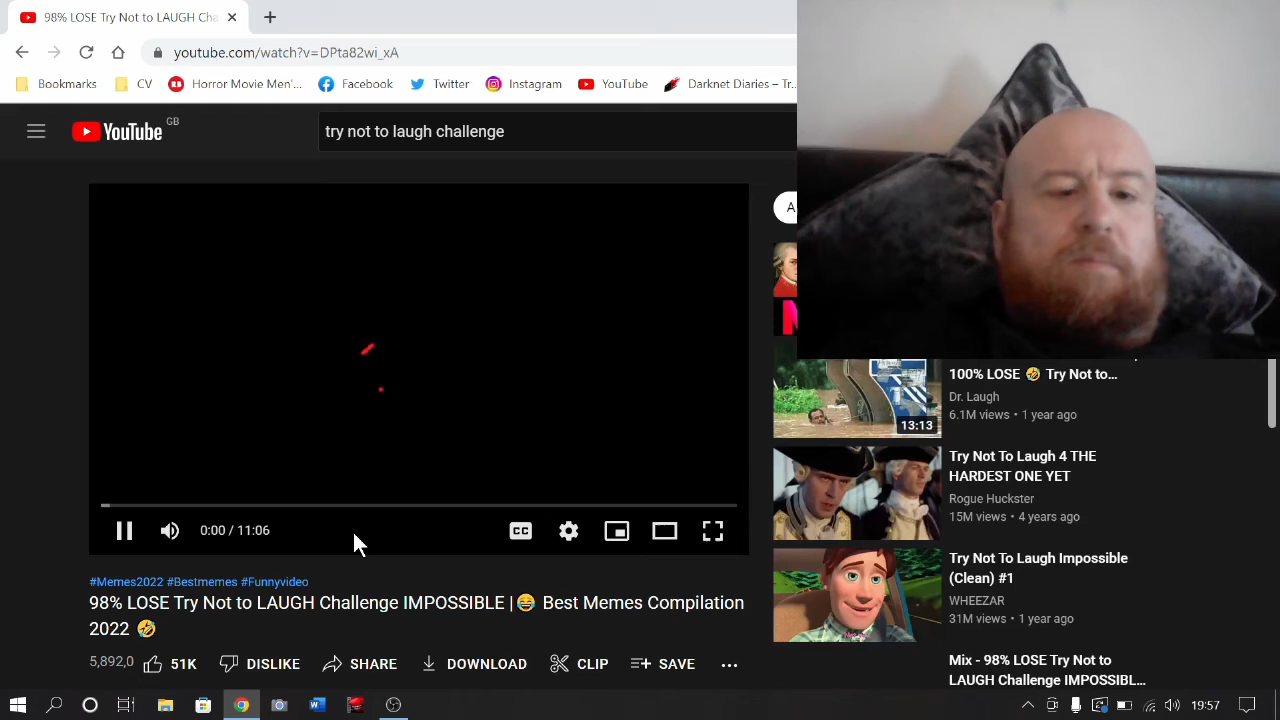 98% LOSE Try Not to LAUGH Cha
youtube.com/watch?v=DPta82wi_xA
Bookmarks CV Horror Movie Men'... Facebook Twitter Instagram YouTube Darknet Diaries – Tr...
YouTube GB
try not to laugh challenge
A
13:13
100% LOSE 🤣 Try Not to...
Dr. Laugh
6.1M views • 1 year ago
Try Not To Laugh 4 THE
HARDEST ONE YET
Rogue Huckster
15M views • 4 years ago
0:00 / 11:06
CC
Try Not To Laugh Impossible
(Clean) #1
WHEEZAR
31M views • 1 year ago
#Memes2022 #Bestmemes #Funnyvideo
98% LOSE Try Not to LAUGH Challenge IMPOSSIBLE |😂 Best Memes Compilation
2022 🤣
5,892,0 51K DISLIKE SHARE DOWNLOAD CLIP SAVE
Mix - 98% LOSE Try Not to
LAUGH Challenge IMPOSSIBL...
19:57